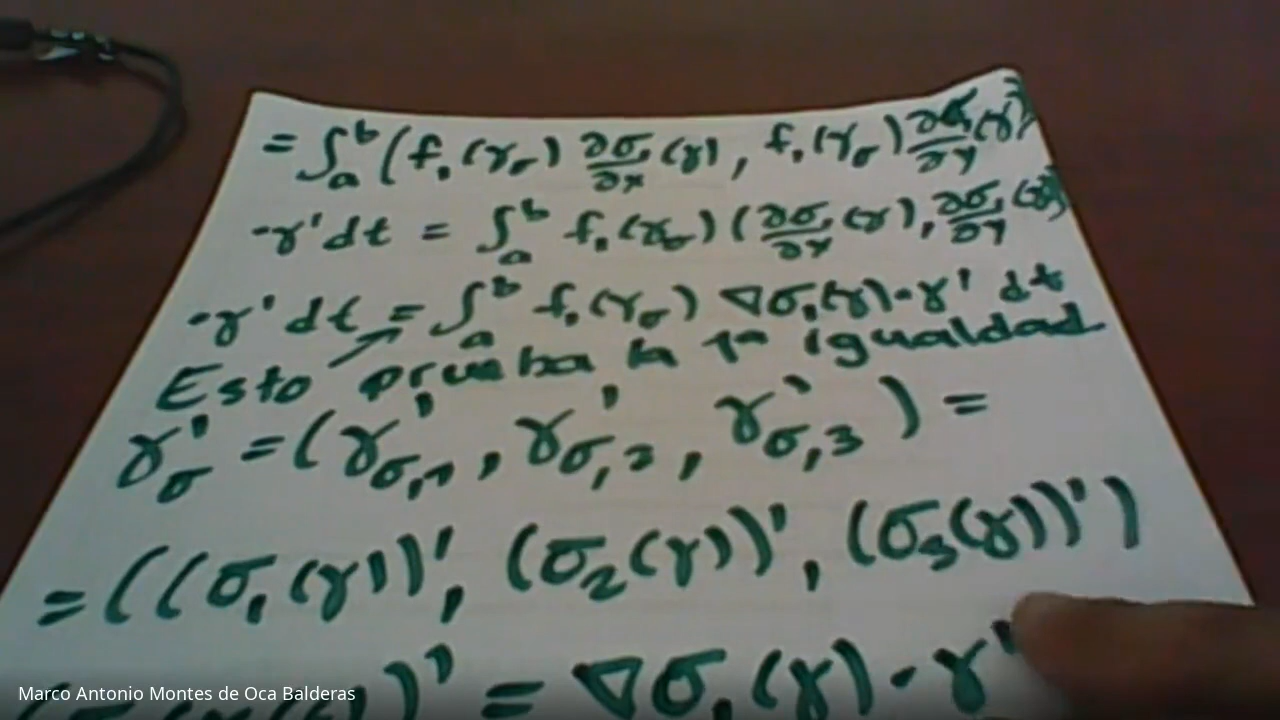 = ∫ₐᵇ (f₁(γσ) ∂σ₁/∂x (γ), f₁(γσ) ∂σ₁/∂y (γ))
·γ'dt = ∫ₐᵇ f₁(γσ) (∂σ₁/∂x (γ), ∂σ₁/∂y (γ))
·γ'dt = ∫ₐᵇ f₁(γσ) ∇σ₁(γ)·γ' dt
Esto prueba la 1ª igualdad
γ'σ = (γ'σ,1, γ'σ,2, γ'σ,3) =
= ((σ₁(γ))', (σ₂(γ))', (σ₃(γ))')
)' = ∇σ₁(γ)·γ'
Marco Antonio Montes de Oca Balderas